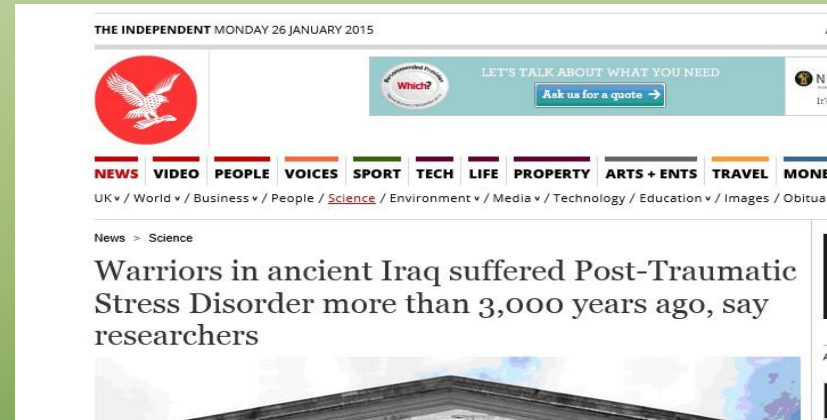 THE INDEPENDENT MONDAY 26 JANUARY 2015
Which?
LET'S TALK ABOUT WHAT YOU NEED
Ask us for a quote →
NEWS VIDEO PEOPLE VOICES SPORT TECH LIFE PROPERTY ARTS + ENTS TRAVEL
UK / World / Business / People / Science / Environment / Media / Technology / Education / Images /
News > Science
Warriors in ancient Iraq suffered Post-Traumatic
Stress Disorder more than 3,000 years ago, say
researchers